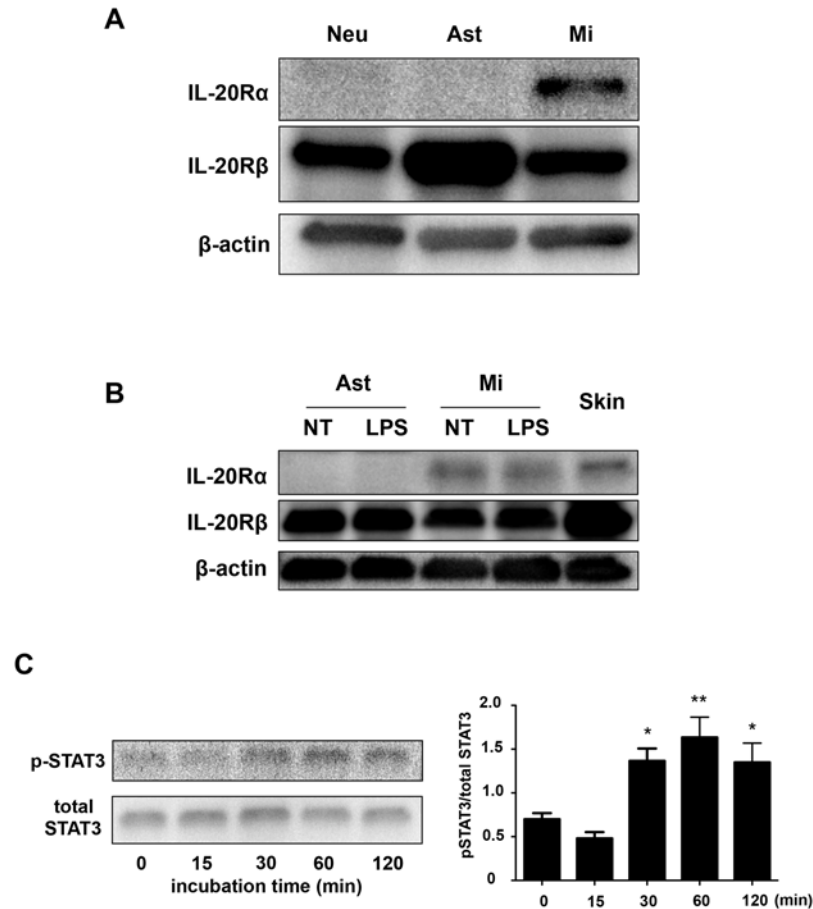 A
Neu Ast Mi
IL-20Rα
IL-20Rβ
β-actin
B
Ast Mi Skin
NT LPS NT LPS
IL-20Rα
IL-20Rβ
β-actin
C
p-STAT3
total
STAT3
0 15 30 60 120
incubation time (min)
pSTAT3/total STAT3
2.0
1.5
1.0
0.5
0
* ** *
0 15 30 60 120 (min)